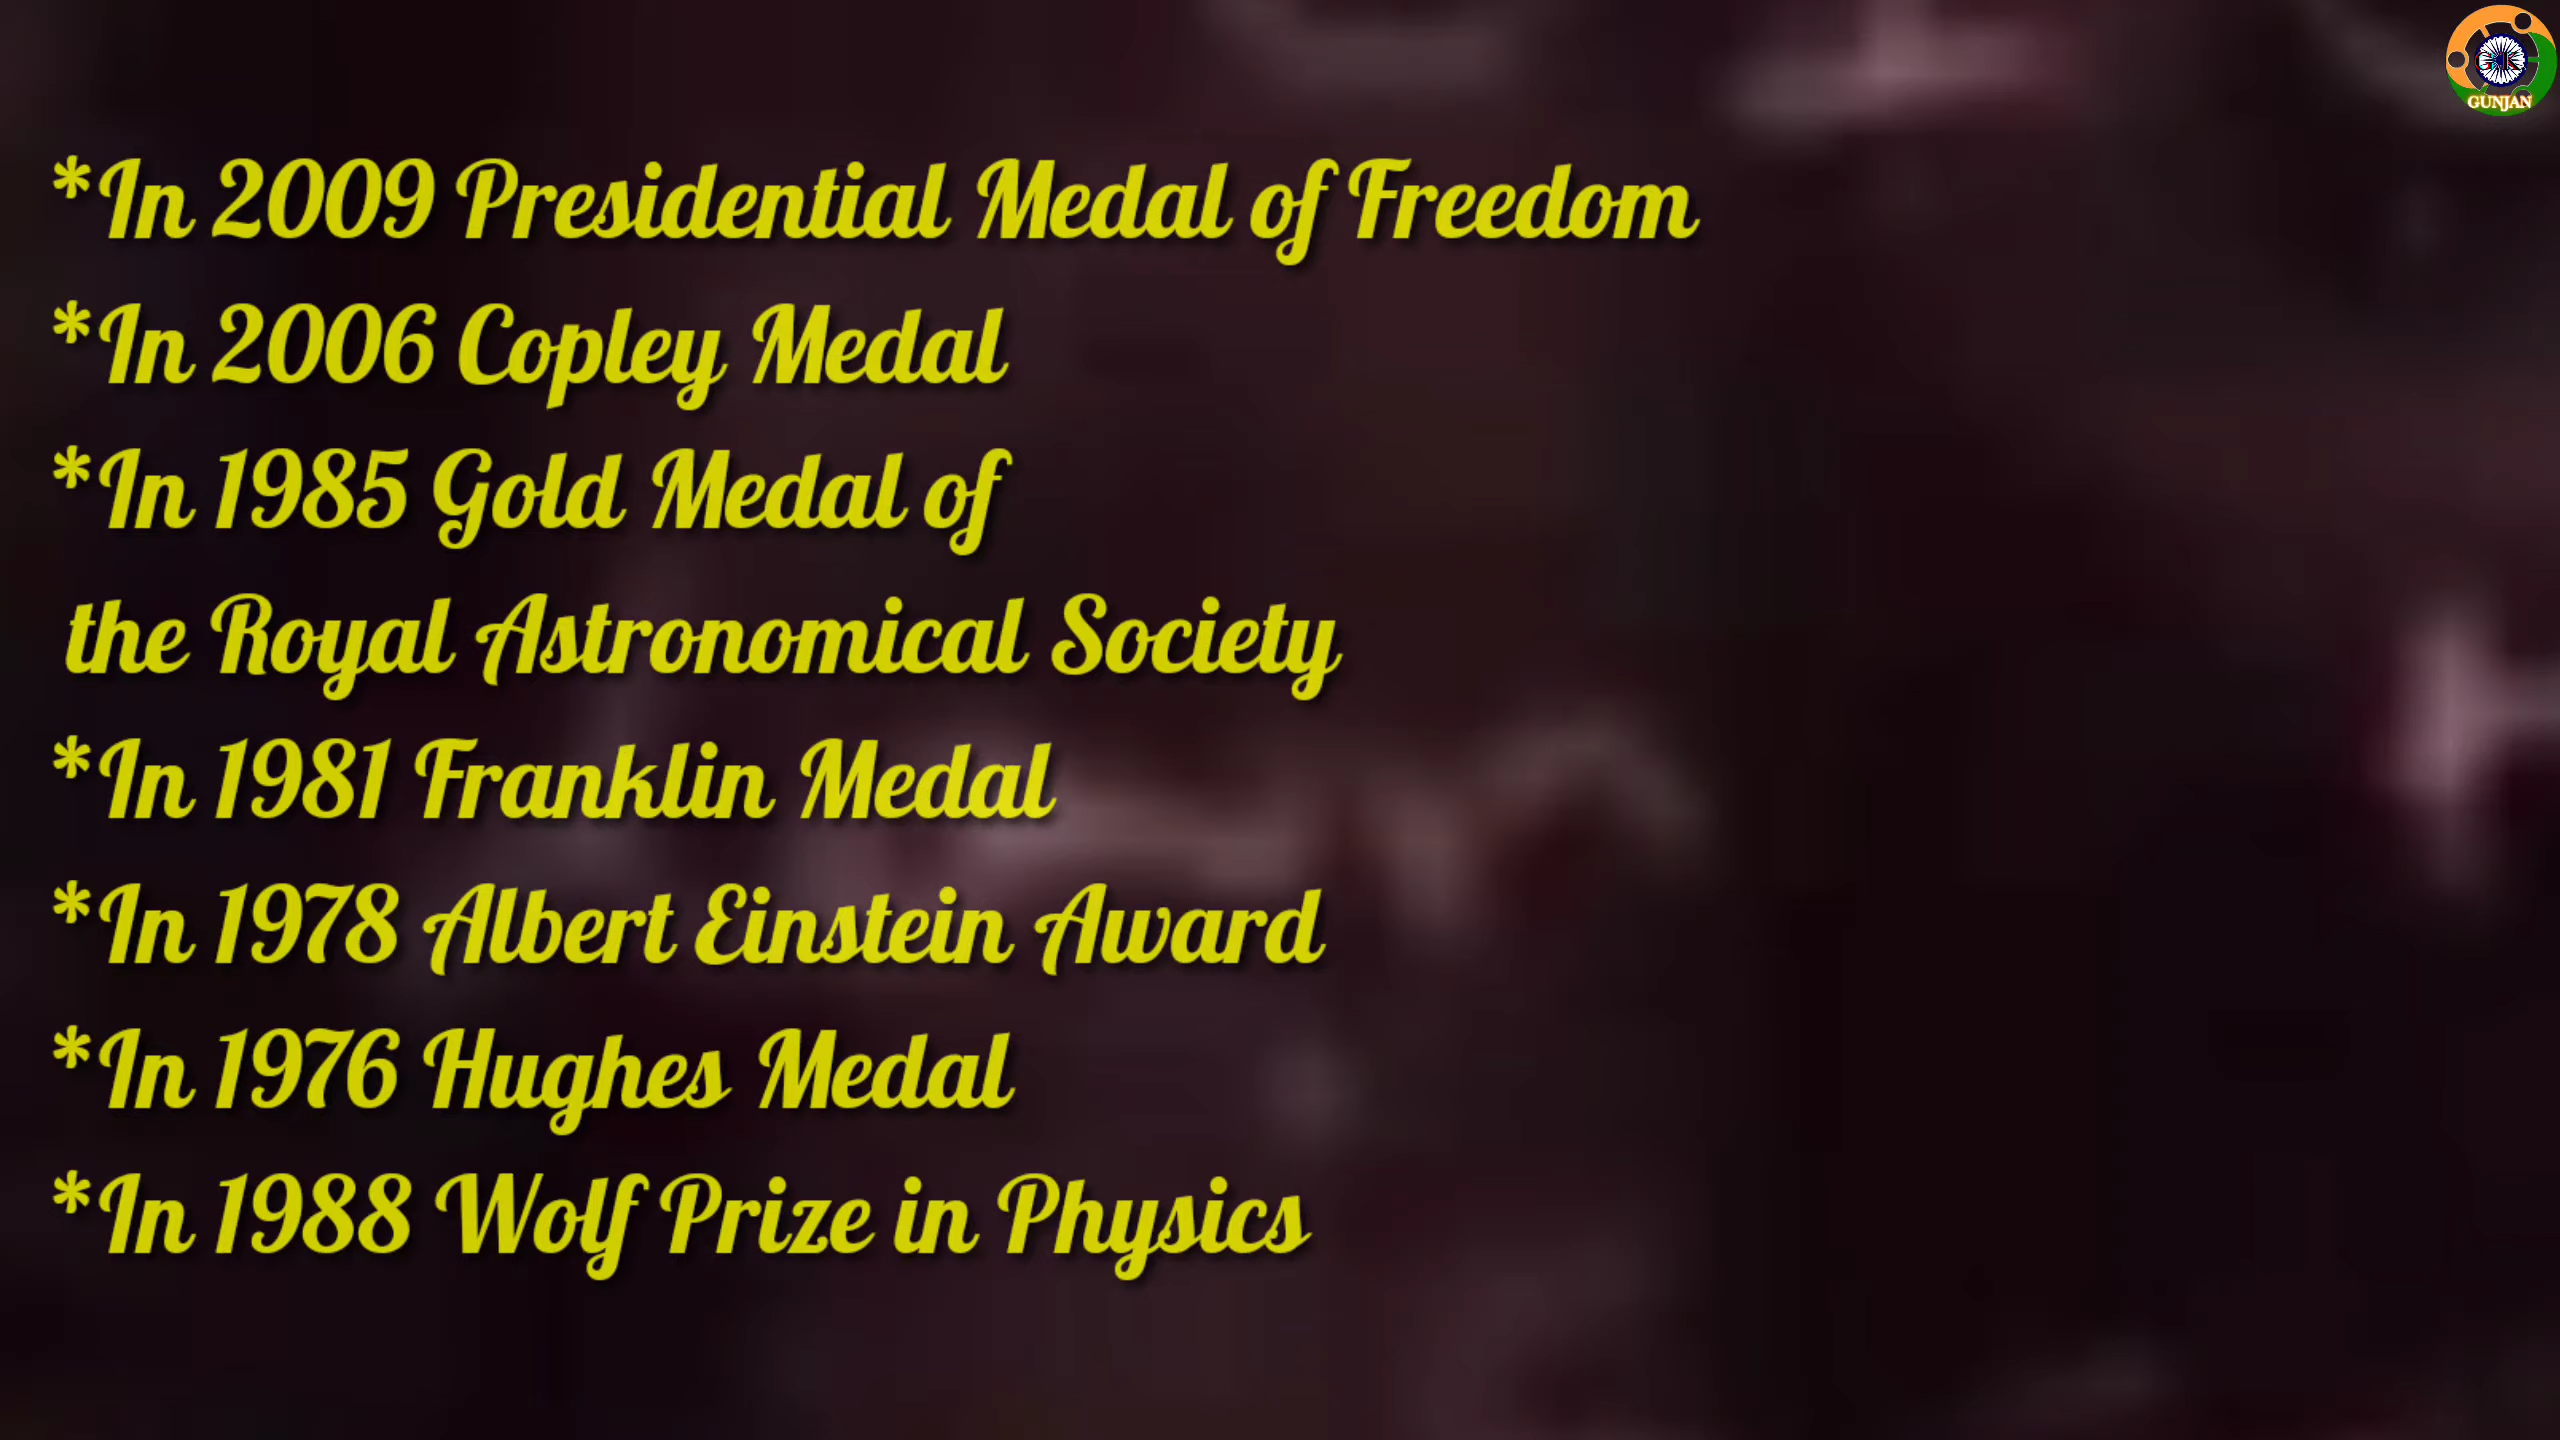 GUNJAN
*In 2009 Presidential Medal of Freedom
*In 2006 Copley Medal
*In 1985 Gold Medal of
the Royal Astronomical Society
*In 1981 Franklin Medal
*In 1978 Albert Einstein Award
*In 1976 Hughes Medal
*In 1988 Wolf Prize in Physics